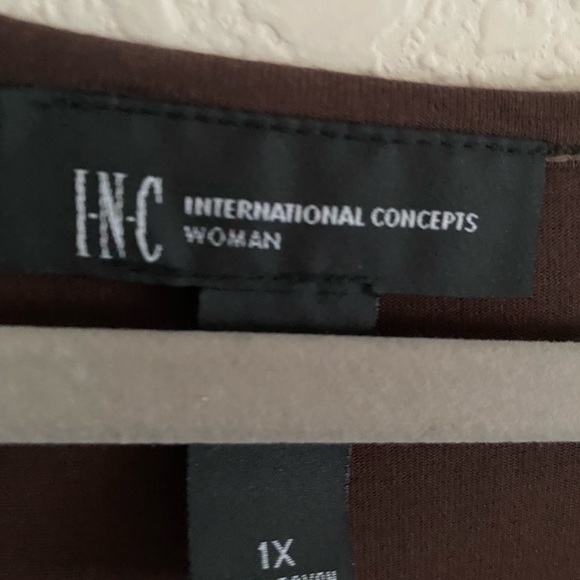 I·N·C INTERNATIONAL CONCEPTS
WOMAN
1X